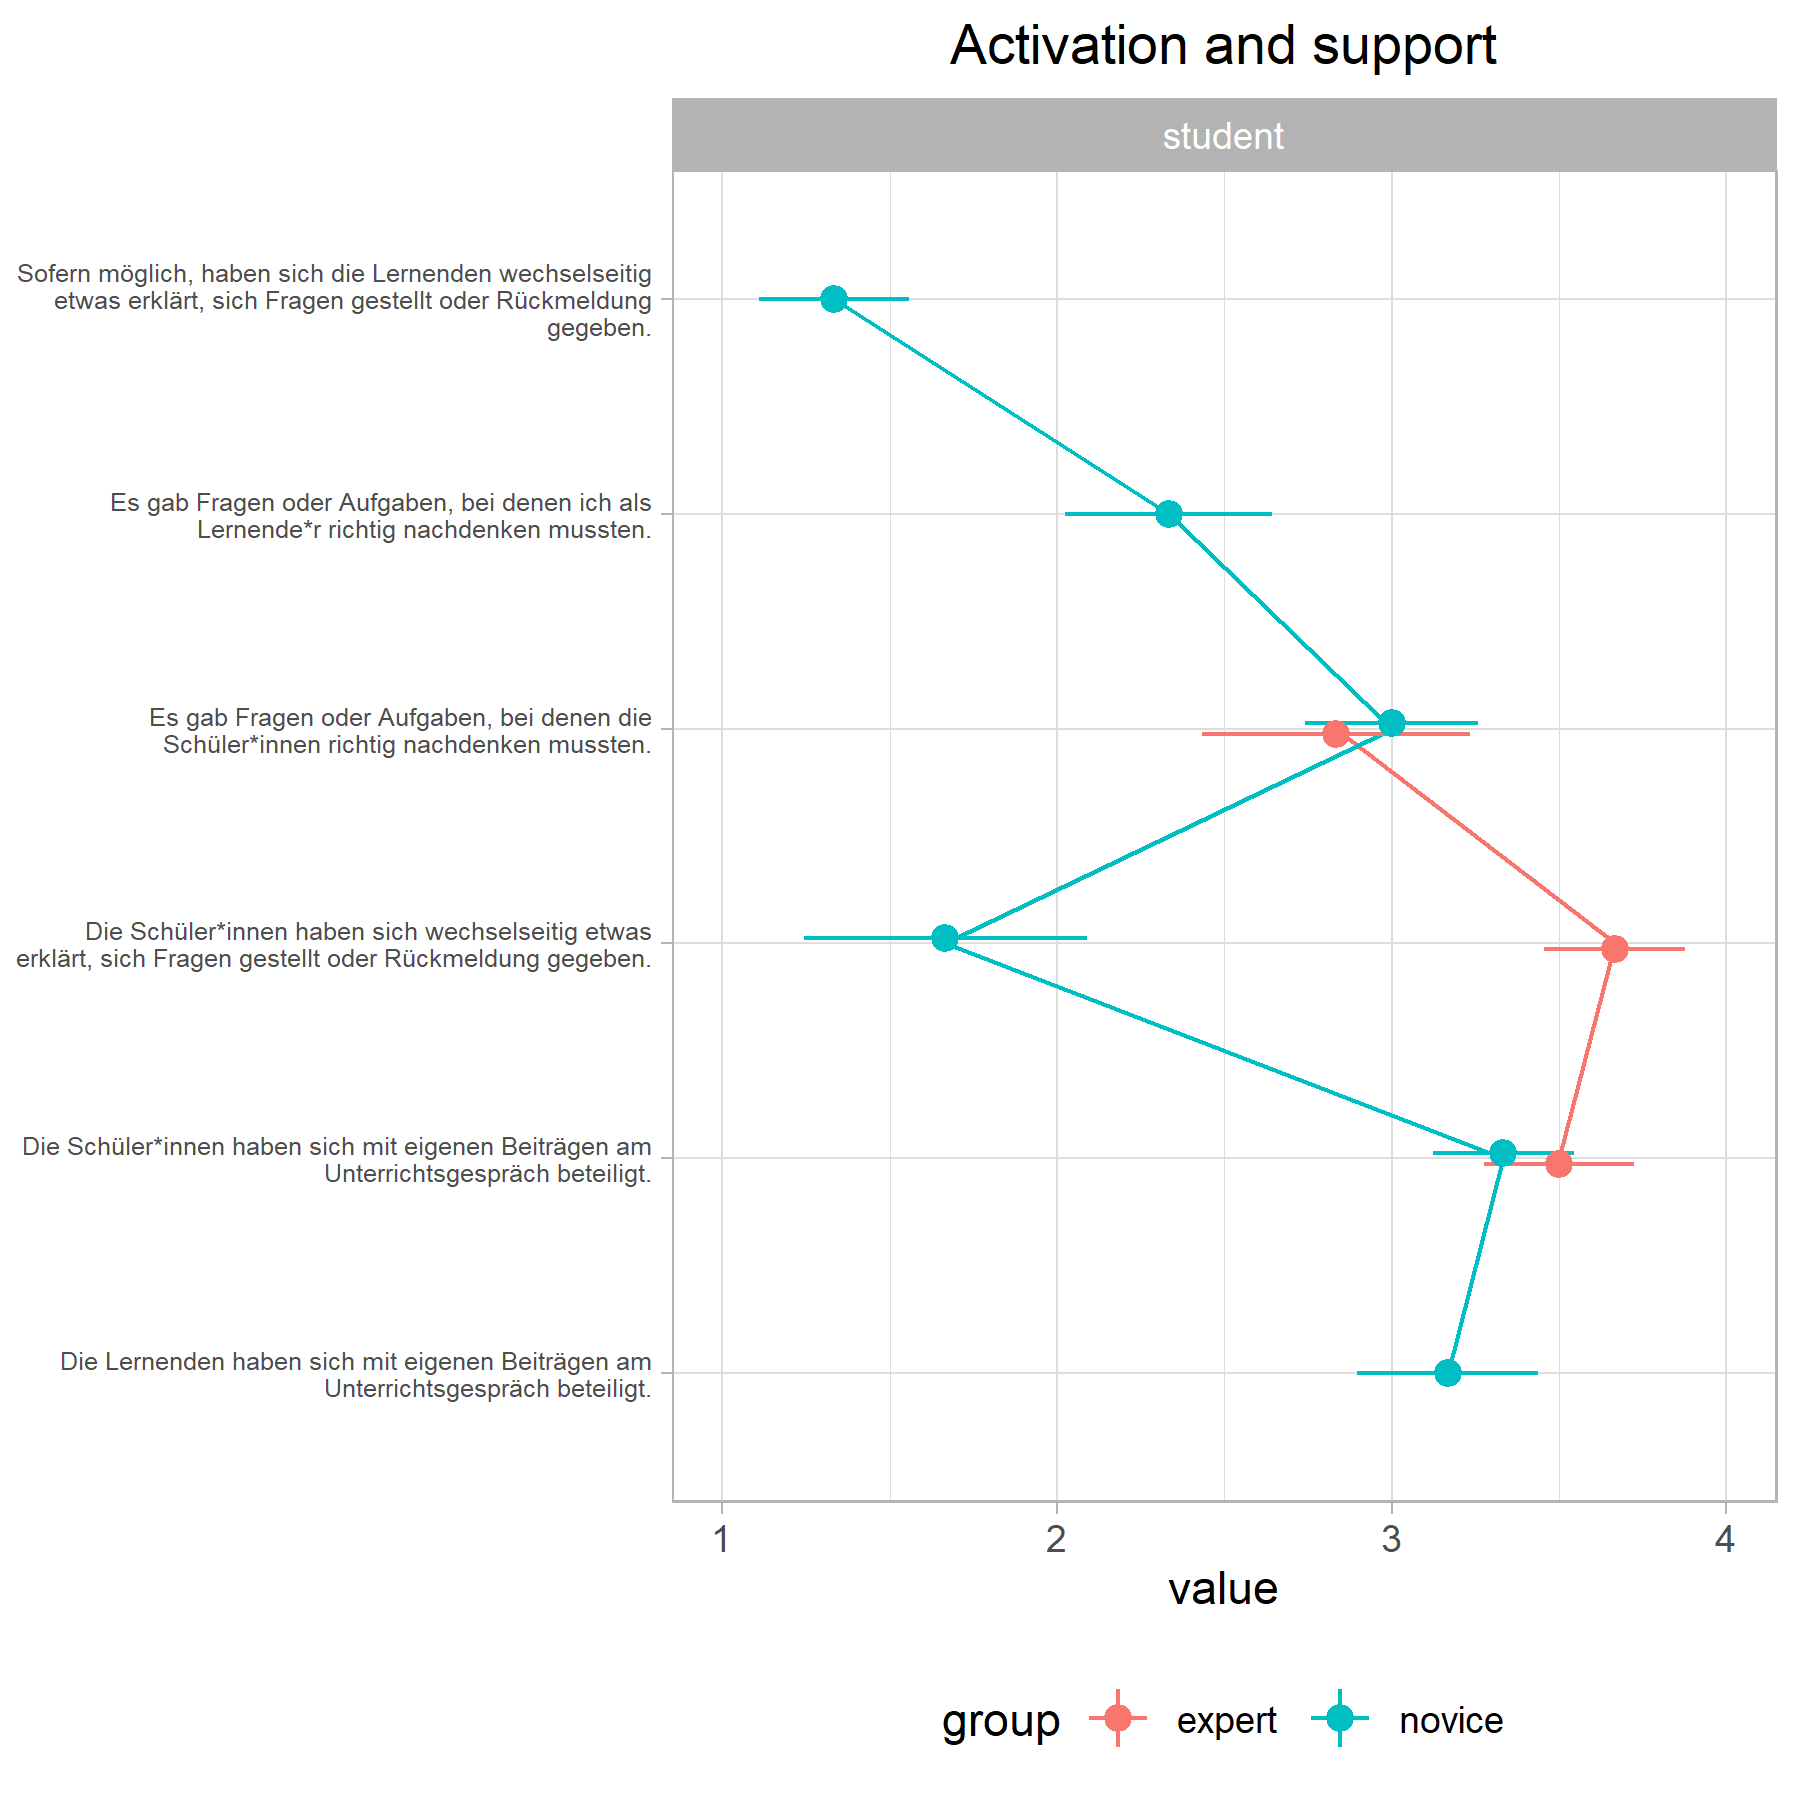 Activation and support
student
Sofern möglich, haben sich die Lernenden wechselseitig
etwas erklärt, sich Fragen gestellt oder Rückmeldung
gegeben.
Es gab Fragen oder Aufgaben, bei denen ich als
Lernende*r richtig nachdenken mussten.
Es gab Fragen oder Aufgaben, bei denen die
Schüler*innen richtig nachdenken mussten.
Die Schüler*innen haben sich wechselseitig etwas
erklärt, sich Fragen gestellt oder Rückmeldung gegeben.
Die Schüler*innen haben sich mit eigenen Beiträgen am
Unterrichtsgespräch beteiligt.
Die Lernenden haben sich mit eigenen Beiträgen am
Unterrichtsgespräch beteiligt.
1 2 3 4
value
group expert novice